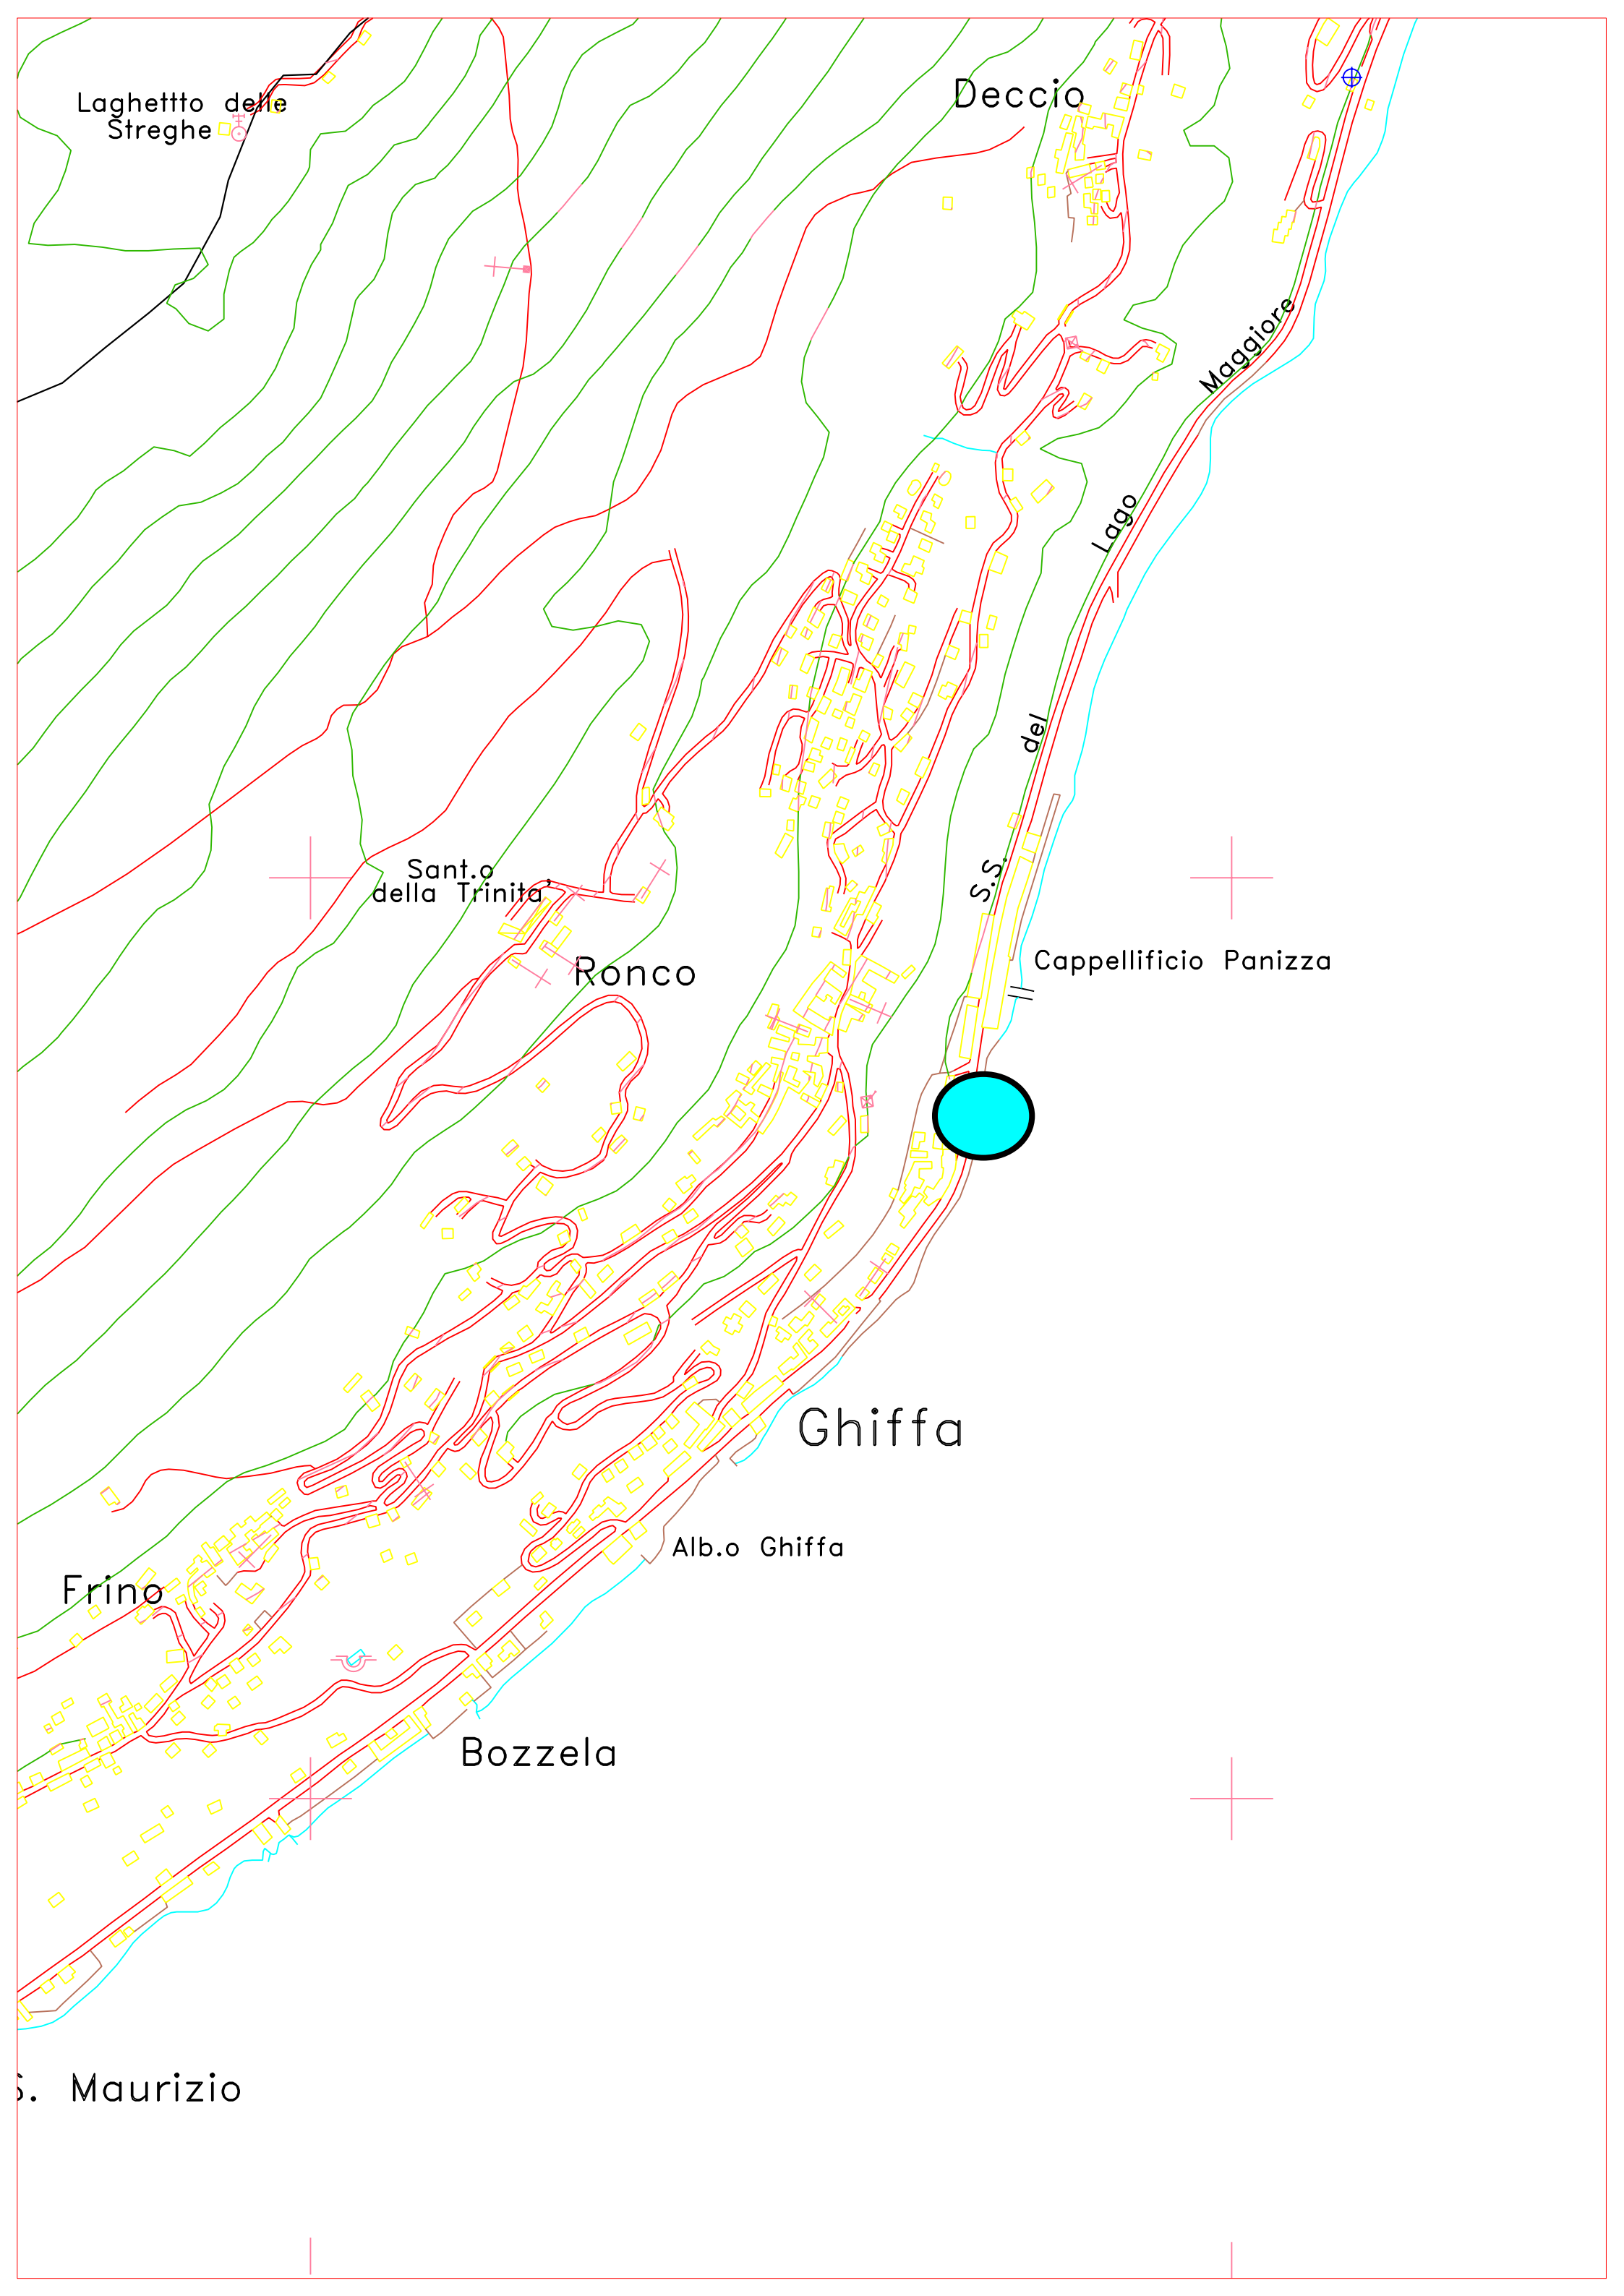 Deccio
Laghettto delle
Streghe
S.S. del Lago Maggiore
Sant.o
della Trinita'
Ronco
Cappellificio Panizza
Ghiffa
Alb.o Ghiffa
Frino
Bozzela
S. Maurizio